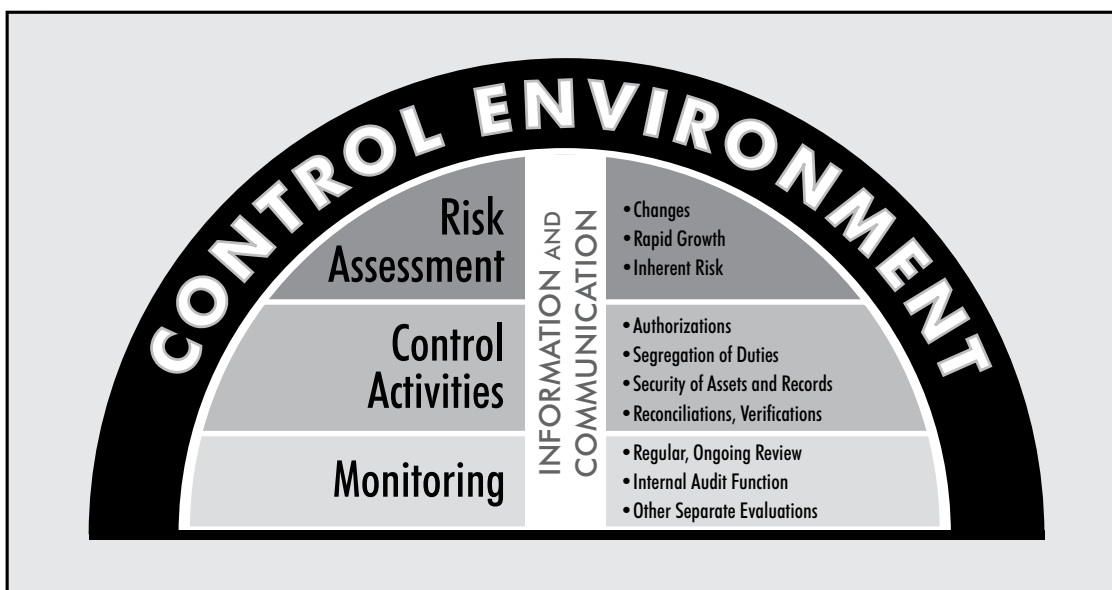 CONTROL ENVIRONMENT
Risk
Assessment
INFORMATION AND
COMMUNICATION
• Changes
• Rapid Growth
• Inherent Risk
Control
Activities
• Authorizations
• Segregation of Duties
• Security of Assets and Records
• Reconciliations, Verifications
Monitoring
• Regular, Ongoing Review
• Internal Audit Function
• Other Separate Evaluations